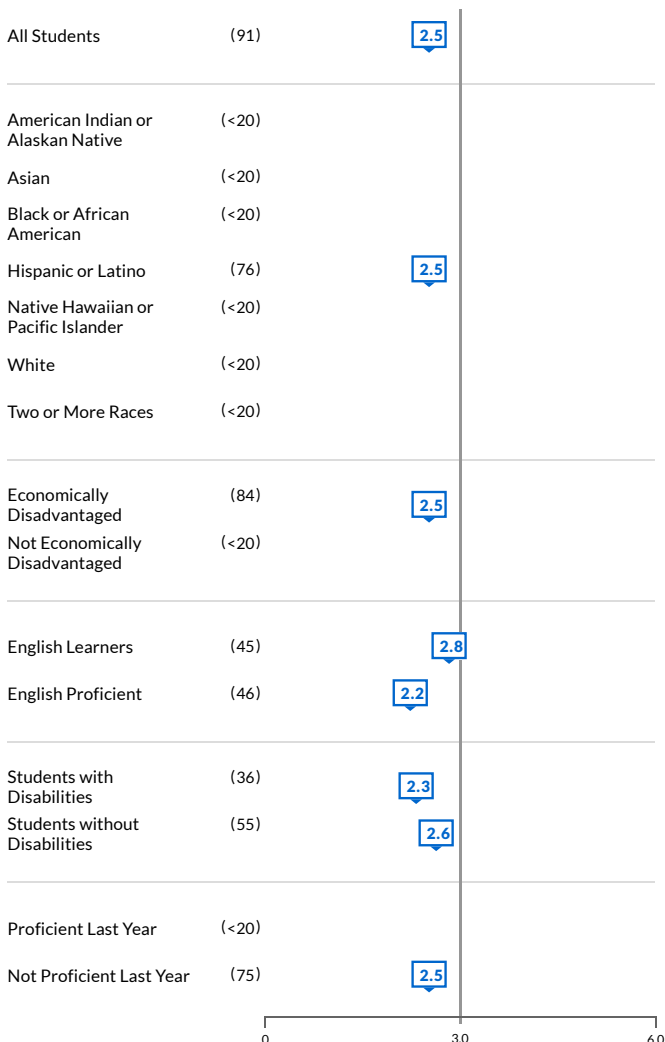 All Students (91) 2.5
American Indian or (<20)
Alaskan Native
Asian (<20)
Black or African (<20)
American
Hispanic or Latino (76) 2.5
Native Hawaiian or (<20)
Pacific Islander
White (<20)
Two or More Races (<20)
Economically (84) 2.5
Disadvantaged
Not Economically (<20)
Disadvantaged
English Learners (45) 2.8
English Proficient (46) 2.2
Students with (36) 2.3
Disabilities
Students without (55) 2.6
Disabilities
Proficient Last Year (<20)
Not Proficient Last Year (75) 2.5
0 3.0 6.0